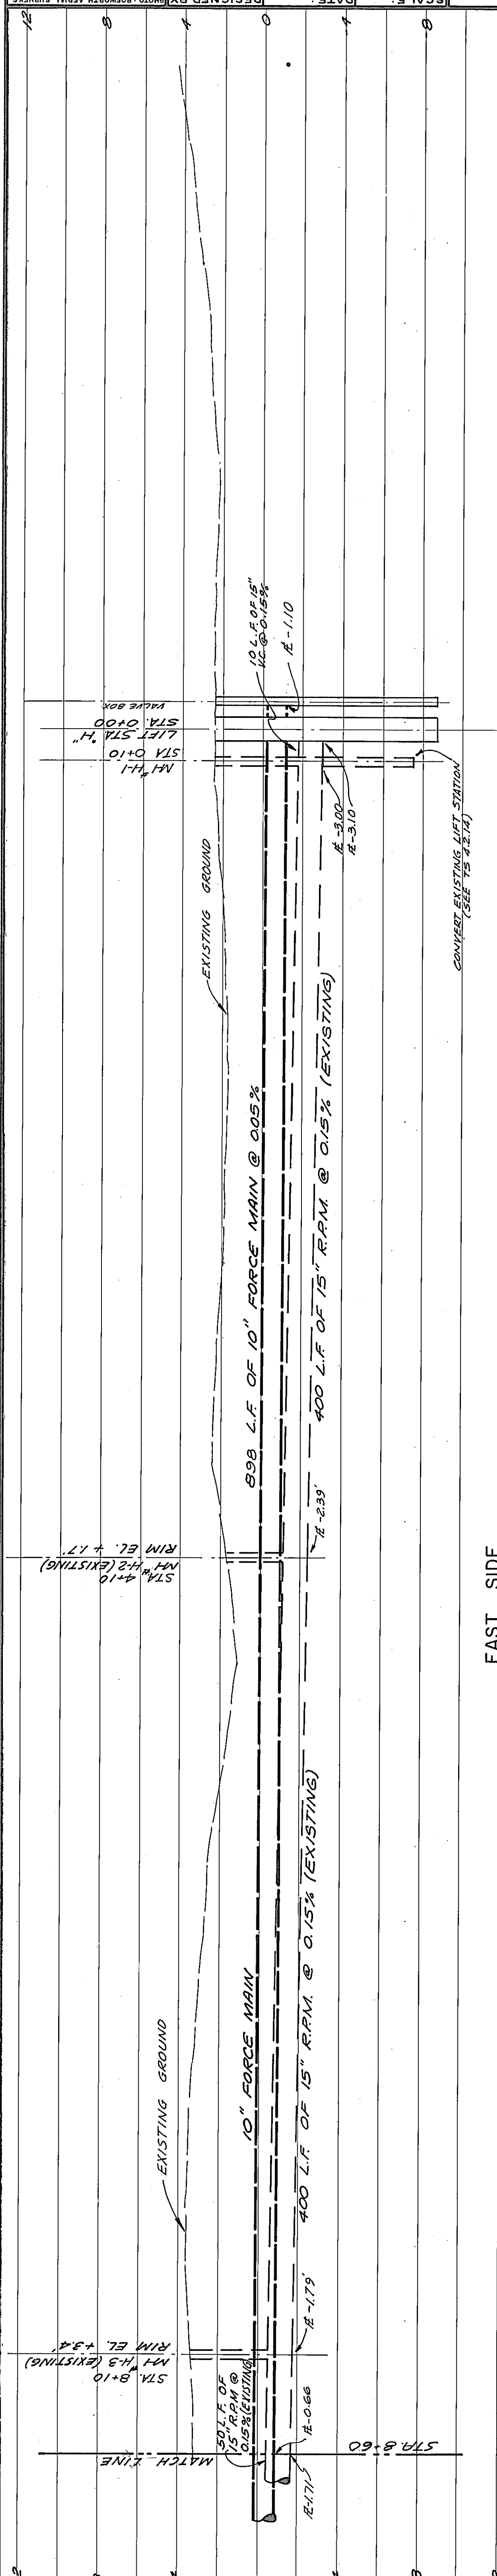 12
8
4
0
4
8
VALVE BOX
STA. 0+00
LIFT STA "H"
STA 0+10
MH # H-1
10 L.F. OF 15"
V.C. @ 0.15%
℄ -1.10
℄ -3.00
℄ -3.10
CONVERT EXISTING LIFT STATION
(SEE TS 4.2.14)
EXISTING GROUND
898 L.F. OF 10" FORCE MAIN @ 0.05%
400 L.F. OF 15" R.P.M. @ 0.15% (EXISTING)
RIM EL. + 1.7'
MH # H-2 (EXISTING)
STA 4+10
℄ -2.39'
EAST SIDE
EXISTING GROUND
10" FORCE MAIN
400 L.F. OF 15" R.P.M. @ 0.15% (EXISTING)
RIM EL. +3.4'
MH # H-3 (EXISTING)
STA. 8+10
℄ -1.79'
50 L.F. OF
15" R.P.M @
0.15% (EXISTING)
℄ -0.66
℄ -1.71
MATCH LINE
STA. 8+60